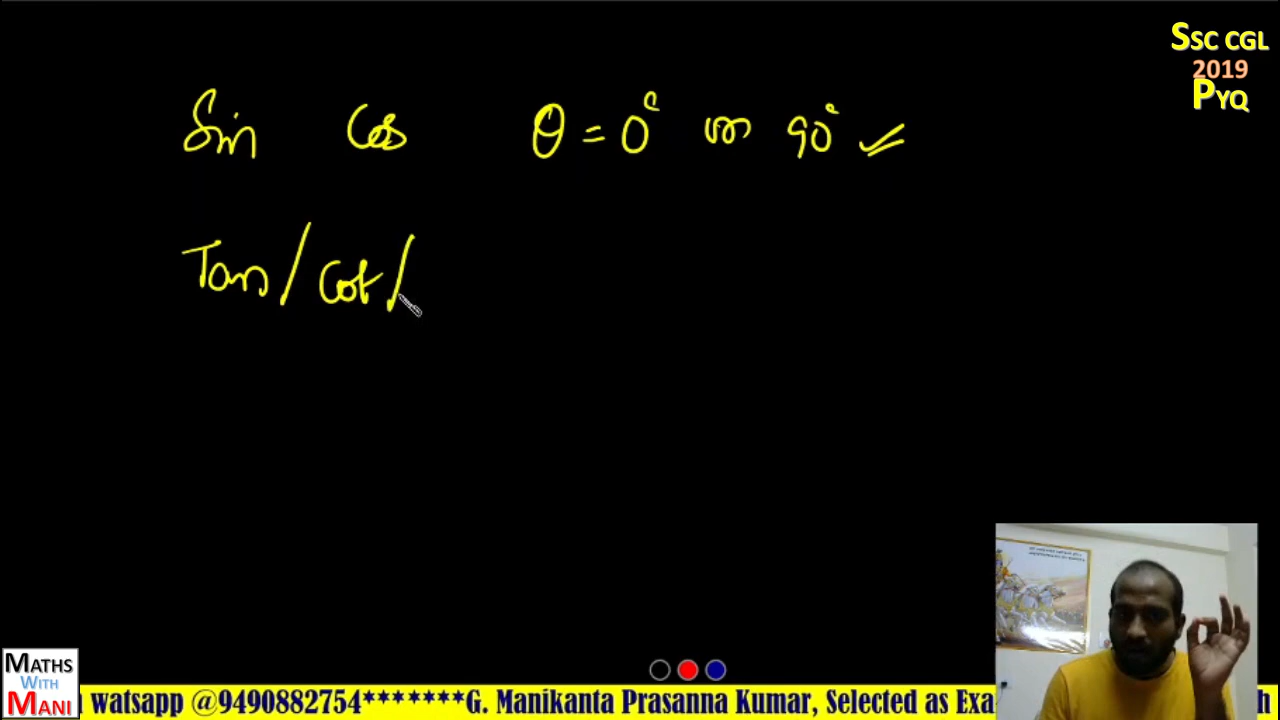 SSC CGL
2019
PYQ
Sin Cos θ = 0° or 90°
Tan / Cot /
MATHS
WITH
MANI
watsapp @9490882754*******G. Manikanta Prasanna Kumar, Selected as Exa h